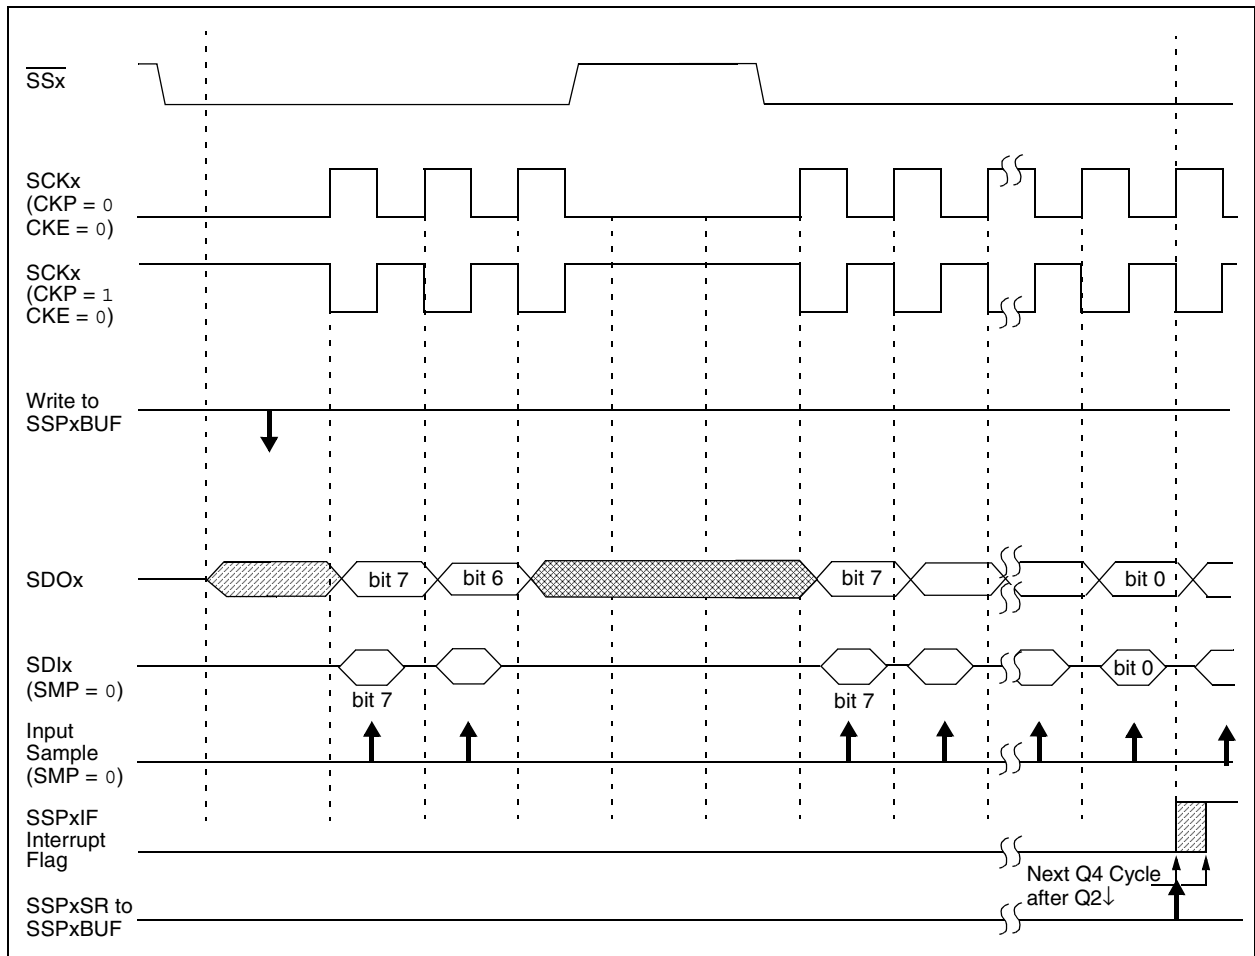 SSx
SCKx
(CKP = 0
CKE = 0)
SCKx
(CKP = 1
CKE = 0)
Write to
SSPxBUF
SDOx
bit 7
bit 6
bit 7
bit 0
SDIx
(SMP = 0)
bit 7
bit 7
bit 0
Input
Sample
(SMP = 0)
SSPxIF
Interrupt
Flag
Next Q4 Cycle
after Q2↓
SSPxSR to
SSPxBUF